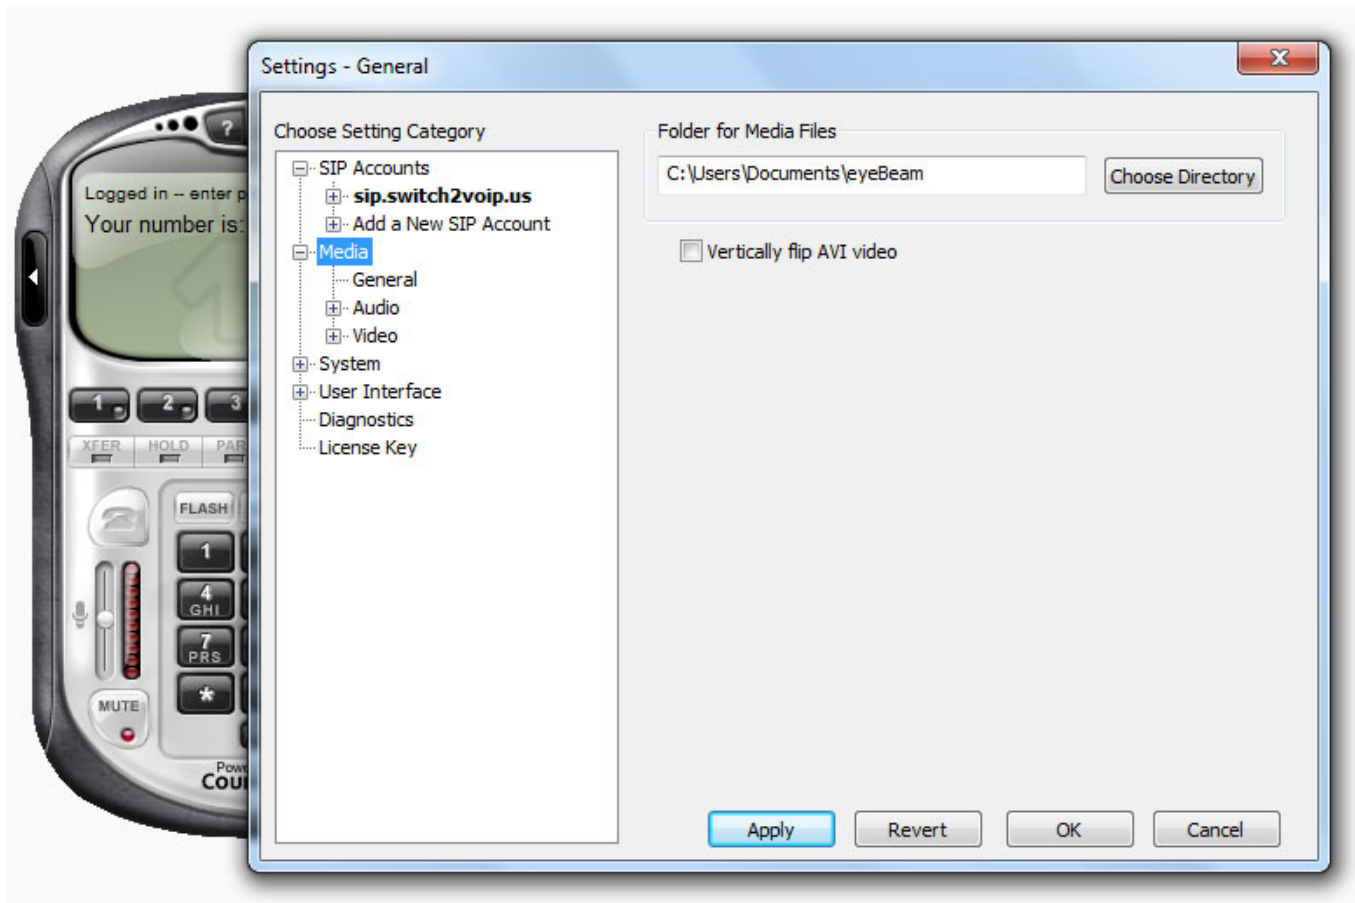 Settings - General
X
?
Logged in -- enter p
Your number is:
1
2
3
XFER
HOLD
PAR
FLASH
1
4
GHI
7
PRS
*
MUTE
Powe
Coun
Choose Setting Category
SIP Accounts
sip.switch2voip.us
Add a New SIP Account
Media
General
Audio
Video
System
User Interface
Diagnostics
License Key
Folder for Media Files
C:\Users\Documents\eyeBeam
Choose Directory
Vertically flip AVI video
Apply
Revert
OK
Cancel